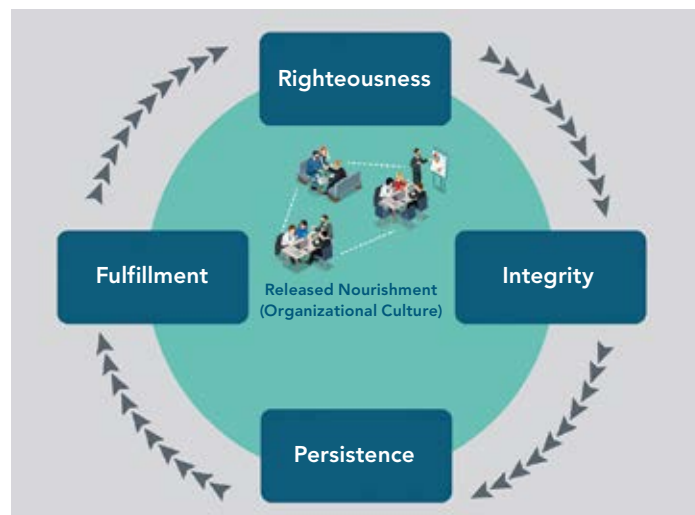 Righteousness
Fulfillment
Integrity
Released Nourishment
(Organizational Culture)
Persistence